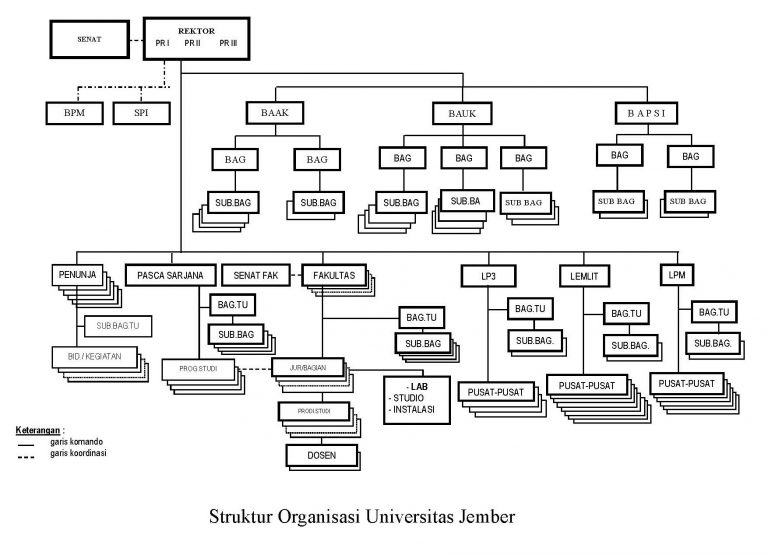 SENAT
REKTOR
PR I PR II PR III
BPM
SPI
BAAK
BAUK
B A P S I
BAG
BAG
BAG
BAG
BAG
BAG
BAG
SUB.BAG
SUB.BAG
SUB.BAG
SUB.BA
SUB BAG
SUB BAG
SUB BAG
PENUNJA
PASCA SARJANA
SENAT FAK
FAKULTAS
LP3
LEMLIT
LPM
SUB.BAG.TU
BAG.TU
SUB.BAG
BAG.TU
SUB.BAG
BAG.TU
SUB.BAG.
BAG.TU
SUB.BAG.
BAG.TU
SUB.BAG.
BID./KEGIATAN
PROG.STUDI
JUR/BAGIAN
- LAB
- STUDIO
- INSTALASI
PUSAT-PUSAT
PUSAT-PUSAT
PUSAT-PUSAT
PRODI.STUDI
DOSEN
Keterangan :
garis komando
garis koordinasi
Struktur Organisasi Universitas Jember